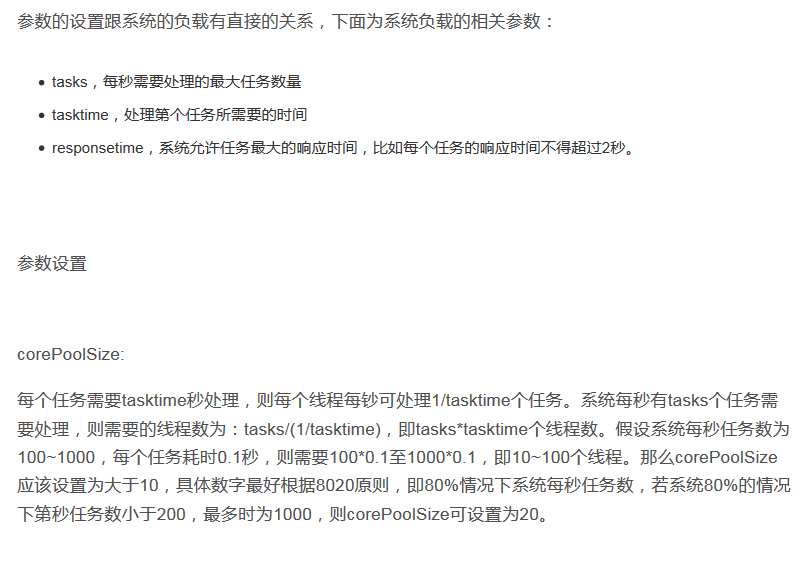 参数的设置跟系统的负载有直接的关系，下面为系统负载的相关参数：
tasks，每秒需要处理的最大任务数量
tasktime，处理第个任务所需要的时间
responsetime，系统允许任务最大的响应时间，比如每个任务的响应时间不得超过2秒。
参数设置
corePoolSize:
每个任务需要tasktime秒处理，则每个线程每钞可处理1/tasktime个任务。系统每秒有tasks个任务需
要处理，则需要的线程数为：tasks/(1/tasktime)，即tasks*tasktime个线程数。假设系统每秒任务数为
100~1000，每个任务耗时0.1秒，则需要100*0.1至1000*0.1，即10~100个线程。那么corePoolSize
应该设置为大于10，具体数字最好根据8020原则，即80%情况下系统每秒任务数，若系统80%的情况
下第秒任务数小于200，最多时为1000，则corePoolSize可设置为20。